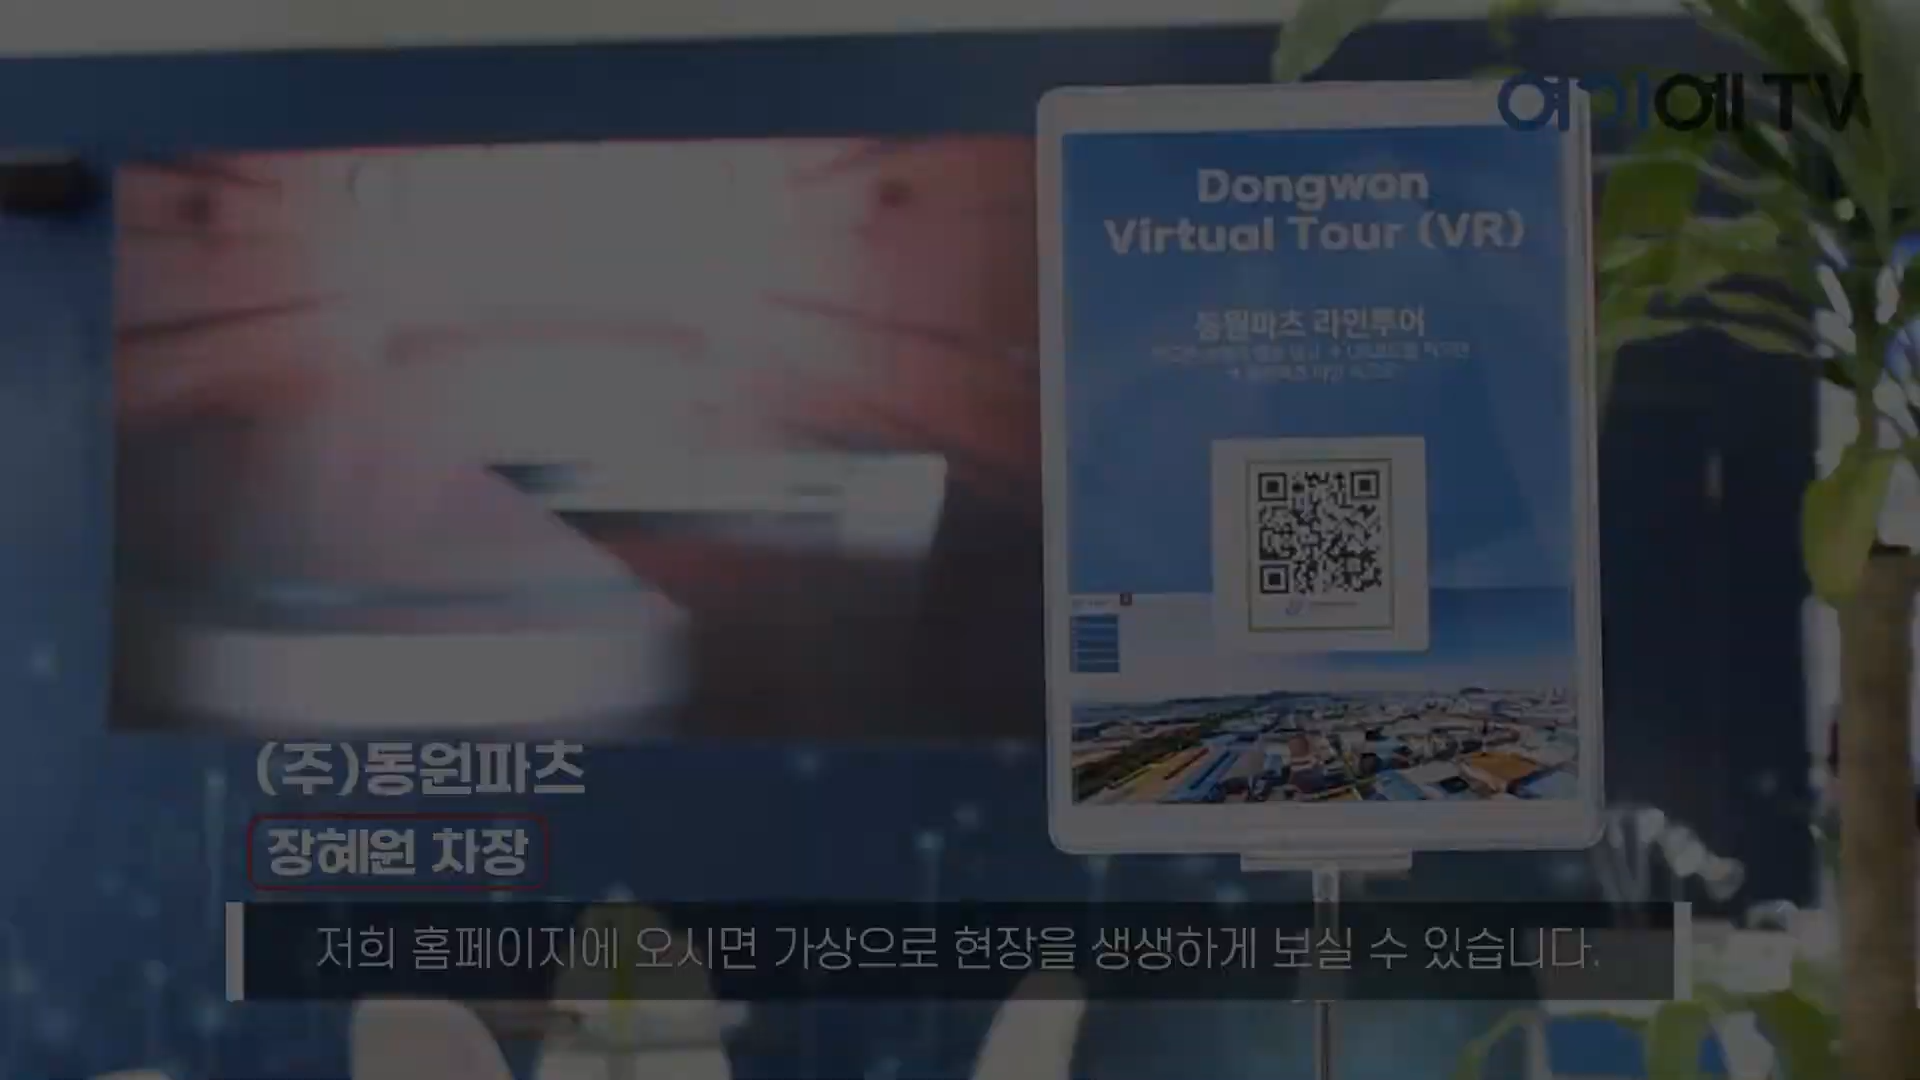 여기에 TV
Dongwon
Virtual Tour (VR)
동원파츠 라인투어
(주)동원파츠
장혜원 차장
저희 홈페이지에 오시면 가상으로 현장을 생생하게 보실 수 있습니다.